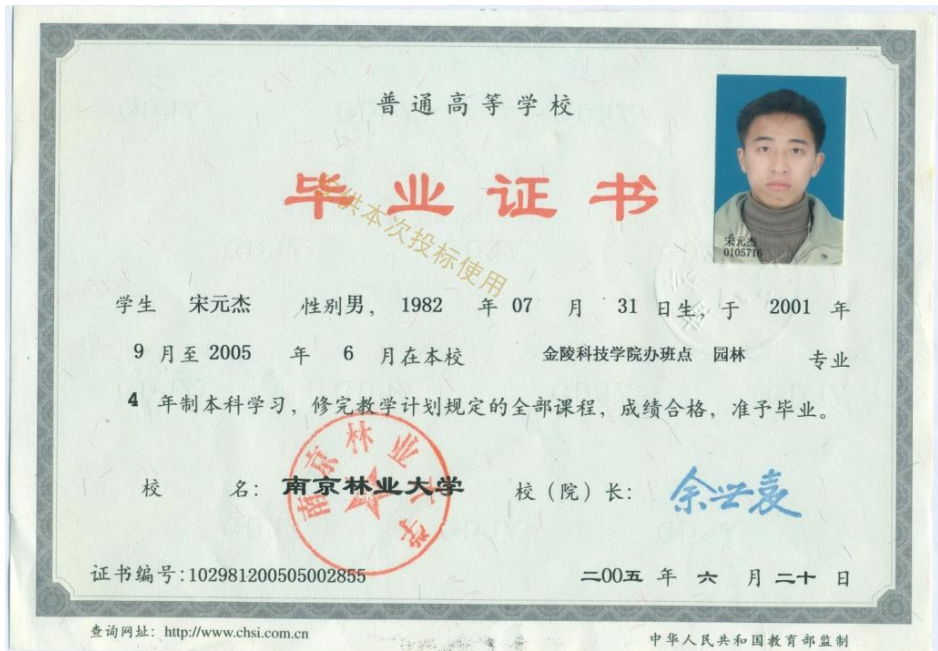 普通高等学校
毕业证书
仅供本次投标使用
宋元杰
0105716
学生 宋元杰 性别男，1982 年 07 月 31 日生，于 2001 年
9 月至 2005 年 6 月在本校 金陵科技学院办班点 园林 专业
4 年制本科学习，修完教学计划规定的全部课程，成绩合格，准予毕业。
校 名：南京林业大学 校（院）长：余世袁
南京林业大学
证书编号：102981200505002855 二00五 年 六 月 二十 日
查询网址：http://www.chsi.com.cn 中华人民共和国教育部监制